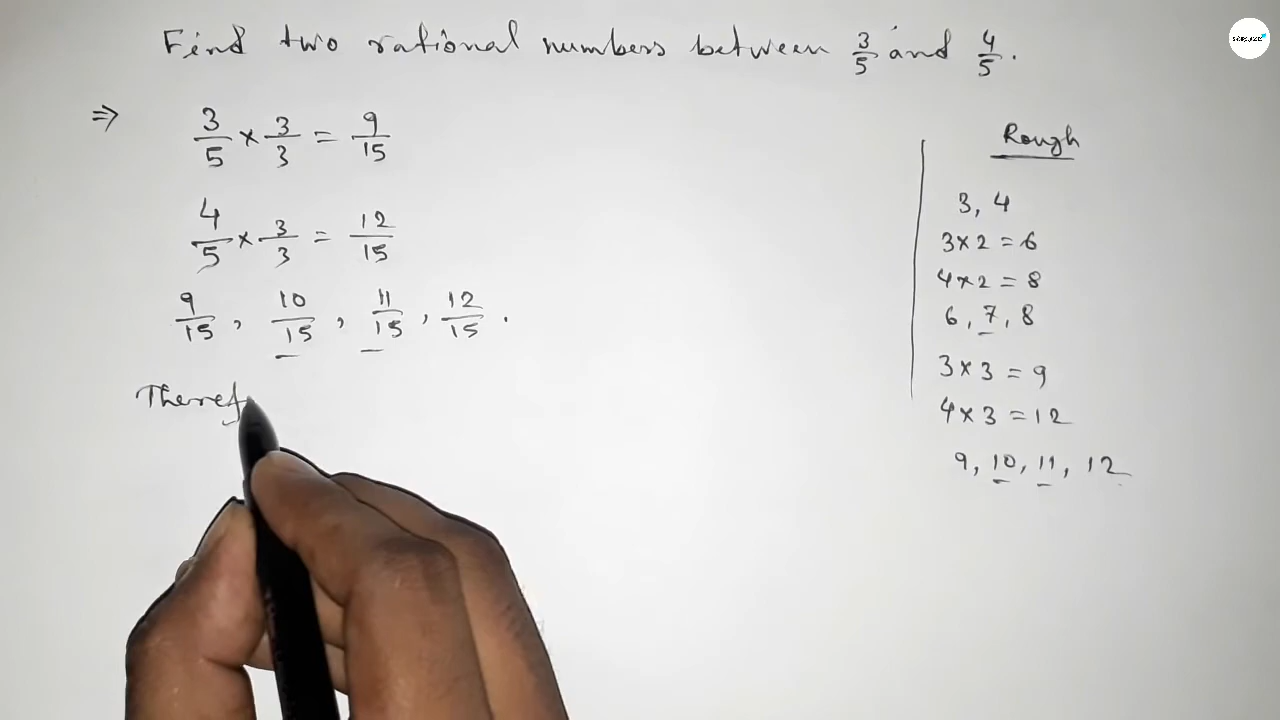 Find two rational numbers between 3/5 and 4/5.
⇒ 3/5 × 3/3 = 9/15
4/5 × 3/3 = 12/15
9/15, 10/15, 11/15, 12/15.
Theref
Rough
3, 4
3×2 = 6
4×2 = 8
6, 7, 8
3×3 = 9
4×3 = 12
9, 10, 11, 12